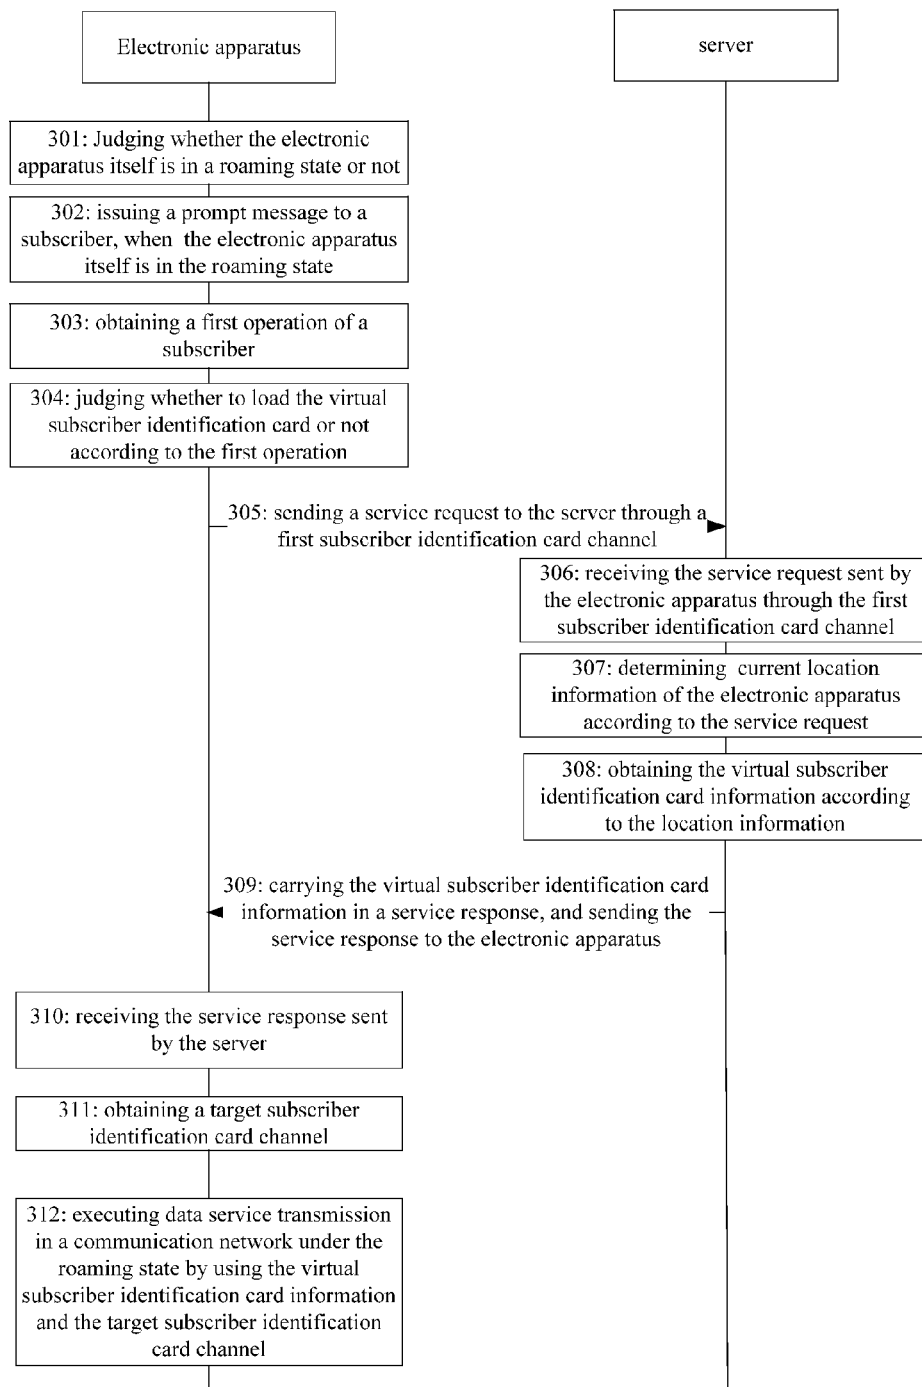 Electronic apparatus
server
301: Judging whether the electronic
apparatus itself is in a roaming state or not
302: issuing a prompt message to a
subscriber, when the electronic apparatus
itself is in the roaming state
303: obtaining a first operation of a
subscriber
304: judging whether to load the virtual
subscriber identification card or not
according to the first operation
305: sending a service request to the server through a
first subscriber identification card channel
306: receiving the service request sent by
the electronic apparatus through the first
subscriber identification card channel
307: determining current location
information of the electronic apparatus
according to the service request
308: obtaining the virtual subscriber
identification card information according
to the location information
309: carrying the virtual subscriber identification card
information in a service response, and sending the
service response to the electronic apparatus
310: receiving the service response sent
by the server
311: obtaining a target subscriber
identification card channel
312: executing data service transmission
in a communication network under the
roaming state by using the virtual
subscriber identification card information
and the target subscriber identification
card channel